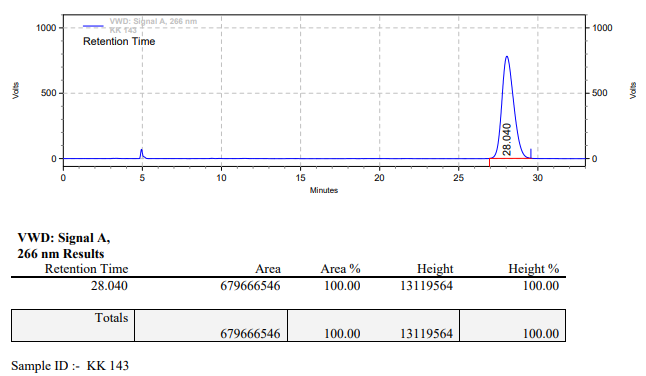 VWD: Signal A, 266 nm
KK 143
Retention Time
1000
500
0
Volts
28.040
1000
500
0
Volts
0 5 10 15 20 25 30
Minutes
VWD: Signal A,
266 nm Results
Retention Time Area Area % Height Height %
28.040 679666546 100.00 13119564 100.00
Totals
679666546 100.00 13119564 100.00
Sample ID :- KK 143